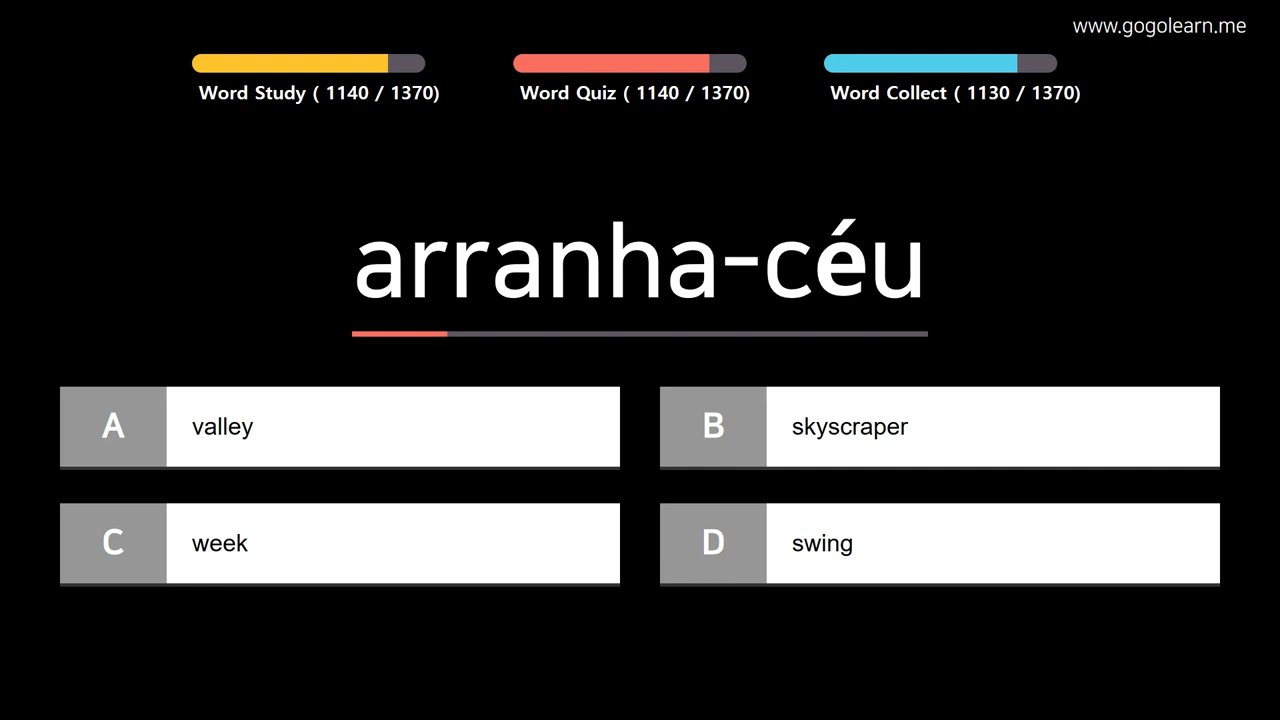 www.gogolearn.me
Word Study ( 1140 / 1370)
Word Quiz ( 1140 / 1370)
Word Collect ( 1130 / 1370)
arranha-céu
A valley
B skyscraper
C week
D swing